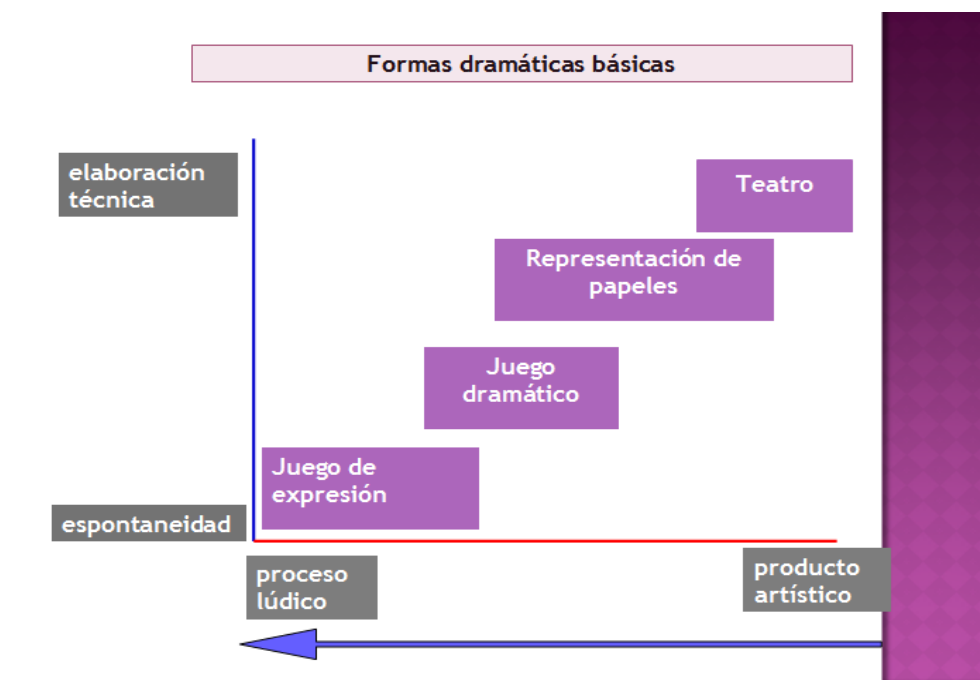 Formas dramáticas básicas
elaboración
técnica
Teatro
Representación de
papeles
Juego
dramático
Juego de
expresión
espontaneidad
proceso
lúdico
producto
artístico